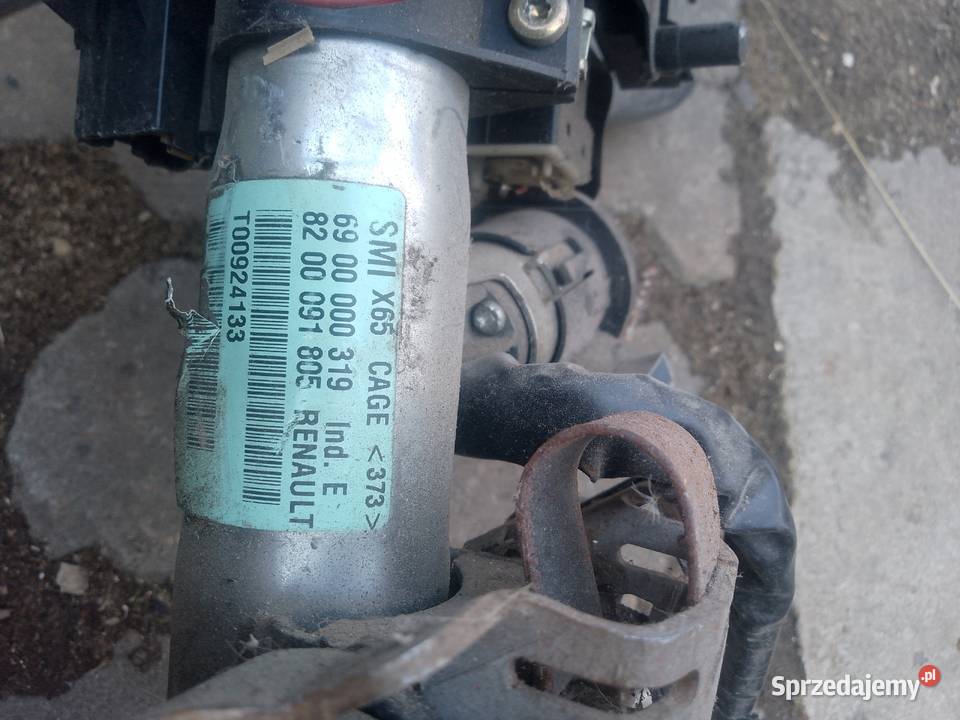 SMI X65 CAGE <373>
69 00 000 319 Ind. E
82 00 091 805 RENAULT
T00924133
Sprzedajemy.pl